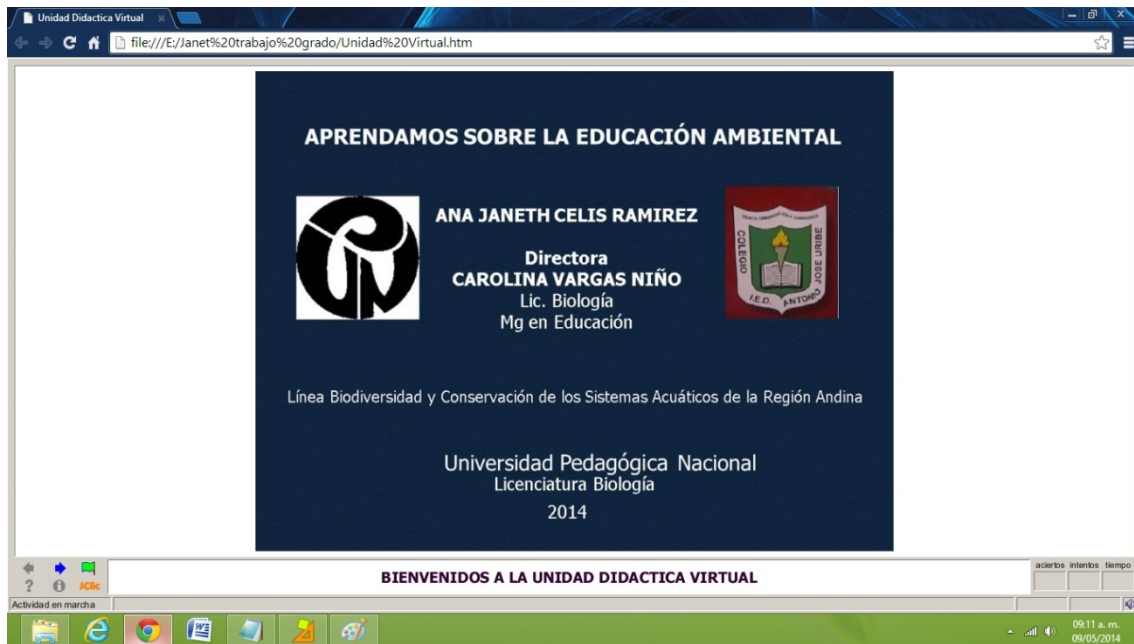 Unidad Didactica Virtual
file:///E:/Janet%20trabajo%20grado/Unidad%20Virtual.htm
APRENDAMOS SOBRE LA EDUCACIÓN AMBIENTAL
ANA JANETH CELIS RAMIREZ
Directora
CAROLINA VARGAS NIÑO
Lic. Biología
Mg en Educación
COLEGIO
JOSE URIBE
I.E.D. ANTONIO
Línea Biodiversidad y Conservación de los Sistemas Acuáticos de la Región Andina
Universidad Pedagógica Nacional
Licenciatura Biología
2014
JClic
BIENVENIDOS A LA UNIDAD DIDACTICA VIRTUAL
aciertos intentos tiempo
Actividad en marcha
09:11 a. m.
09/05/2014